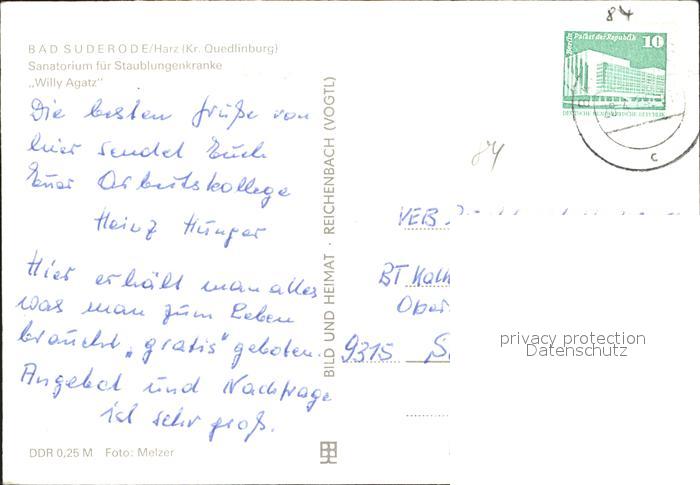 84
BAD SUDERODE/Harz (Kr. Quedlinburg)
Sanatorium für Staublungenkranke
„Willy Agatz"
Die besten Grüße von
hier sendet Euch
Euer Arbeitskollege
Heinz Hunger
Hier erhält man alles
was man zum Leben
braucht „gratis" geboten.
Angebot und Nachfrage
ist sehr groß.
DDR 0,25 M Foto: Melzer
BILD UND HEIMAT · REICHENBACH (VOGTL)
Berlin Palast der Republik 10
DEUTSCHE DEMOKRATISCHE REPUBLIK
C
84
VEB
BT
Ober
9315
privacy protection
Datenschutz